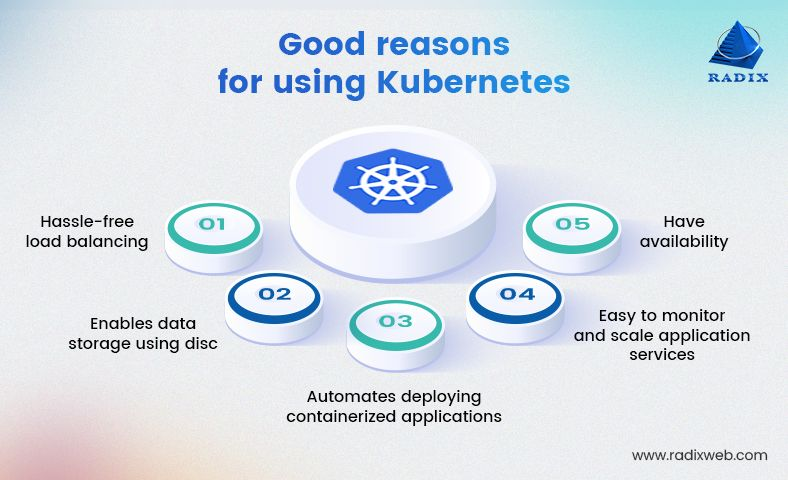 Good reasons
for using Kubernetes
RADIX
01
Hassle-free
load balancing
02
Enables data
storage using disc
03
Automates deploying
containerized applications
04
Easy to monitor
and scale application
services
05
Have
availability
www.radixweb.com